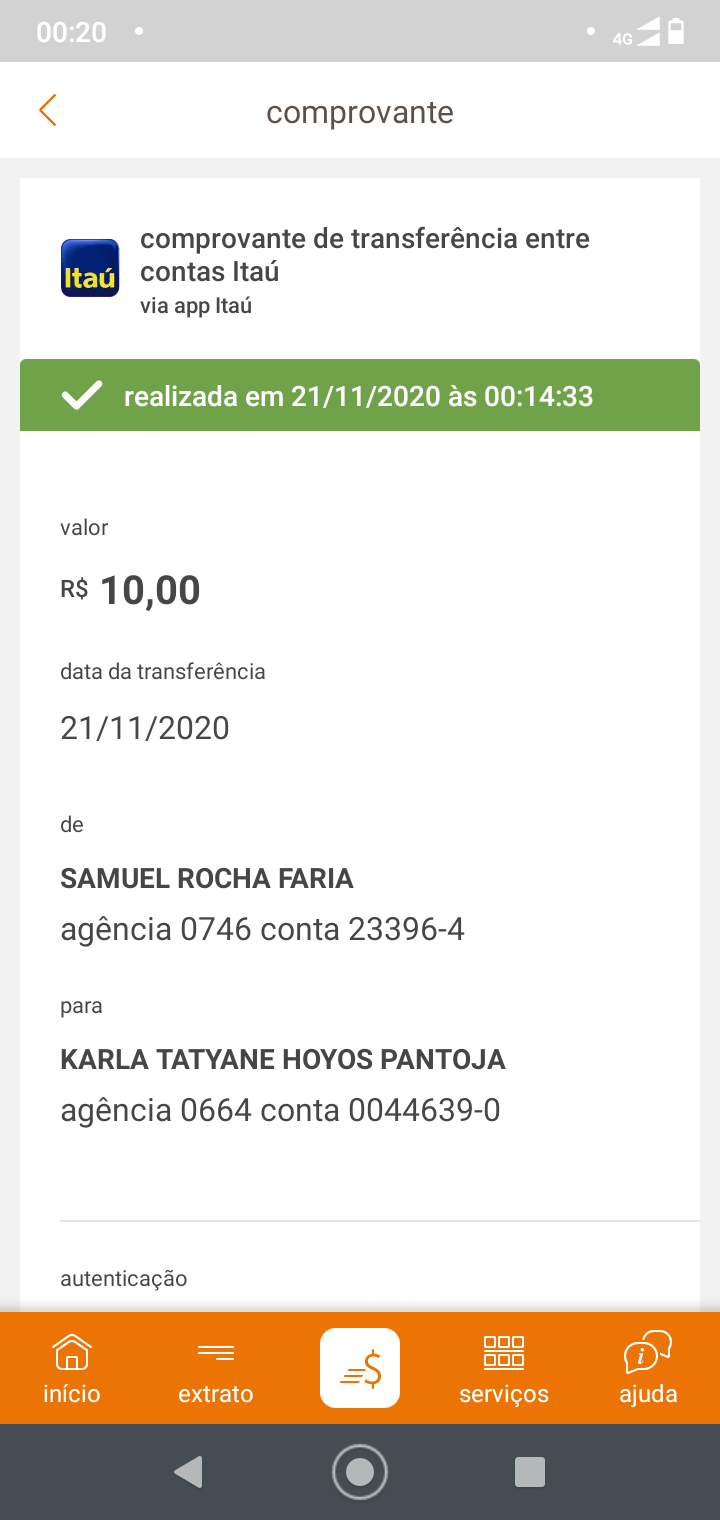 00:20
4G
comprovante
Itaú
comprovante de transferência entre
contas Itaú
via app Itaú
realizada em 21/11/2020 às 00:14:33
valor
R$ 10,00
data da transferência
21/11/2020
de
SAMUEL ROCHA FARIA
agência 0746 conta 23396-4
para
KARLA TATYANE HOYOS PANTOJA
agência 0664 conta 0044639-0
autenticação
início extrato serviços ajuda